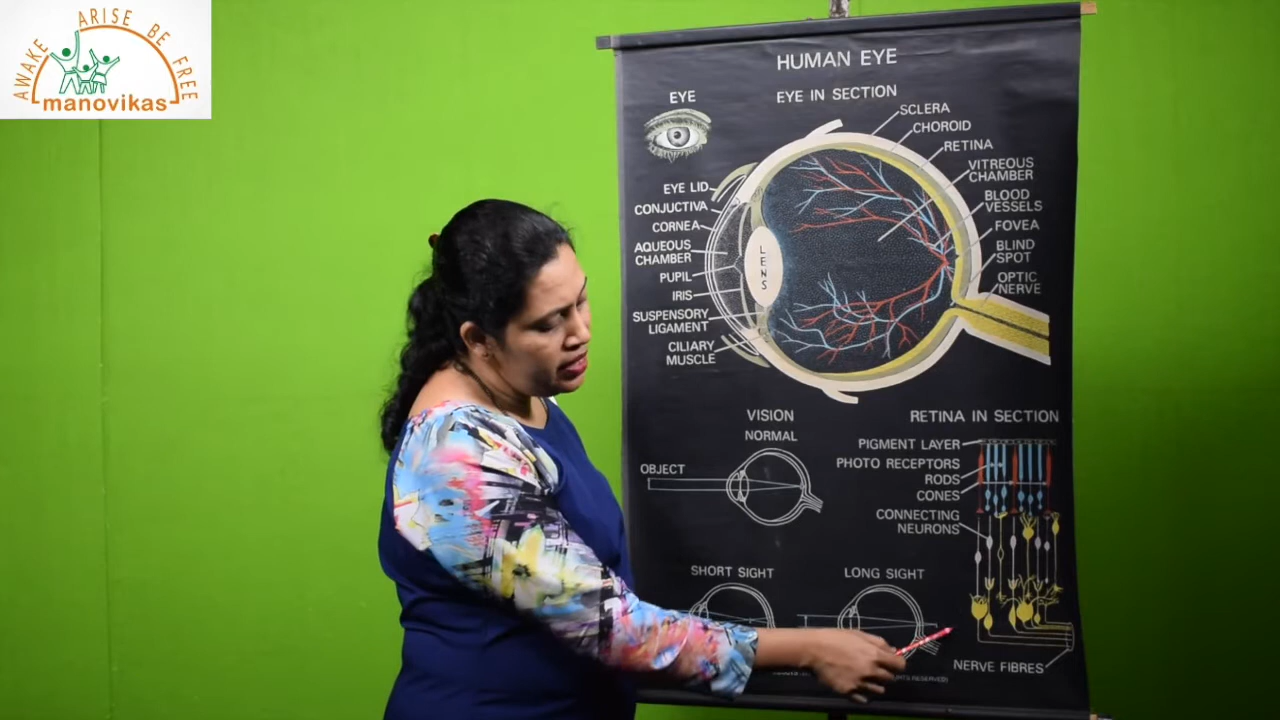 AWAKE ARISE BE FREE
manovikas
HUMAN EYE
EYE
EYE IN SECTION
SCLERA
CHOROID
RETINA
VITREOUS
CHAMBER
BLOOD
VESSELS
FOVEA
BLIND
SPOT
OPTIC
NERVE
EYE LID
CONJUCTIVA
CORNEA
AQUEOUS
CHAMBER
PUPIL
IRIS
SUSPENSORY
LIGAMENT
CILIARY
MUSCLE
LENS
VISION
NORMAL
OBJECT
RETINA IN SECTION
PIGMENT LAYER
PHOTO RECEPTORS
RODS
CONES
CONNECTING
NEURONS
SHORT SIGHT
LONG SIGHT
NERVE FIBRES
RESERVED)